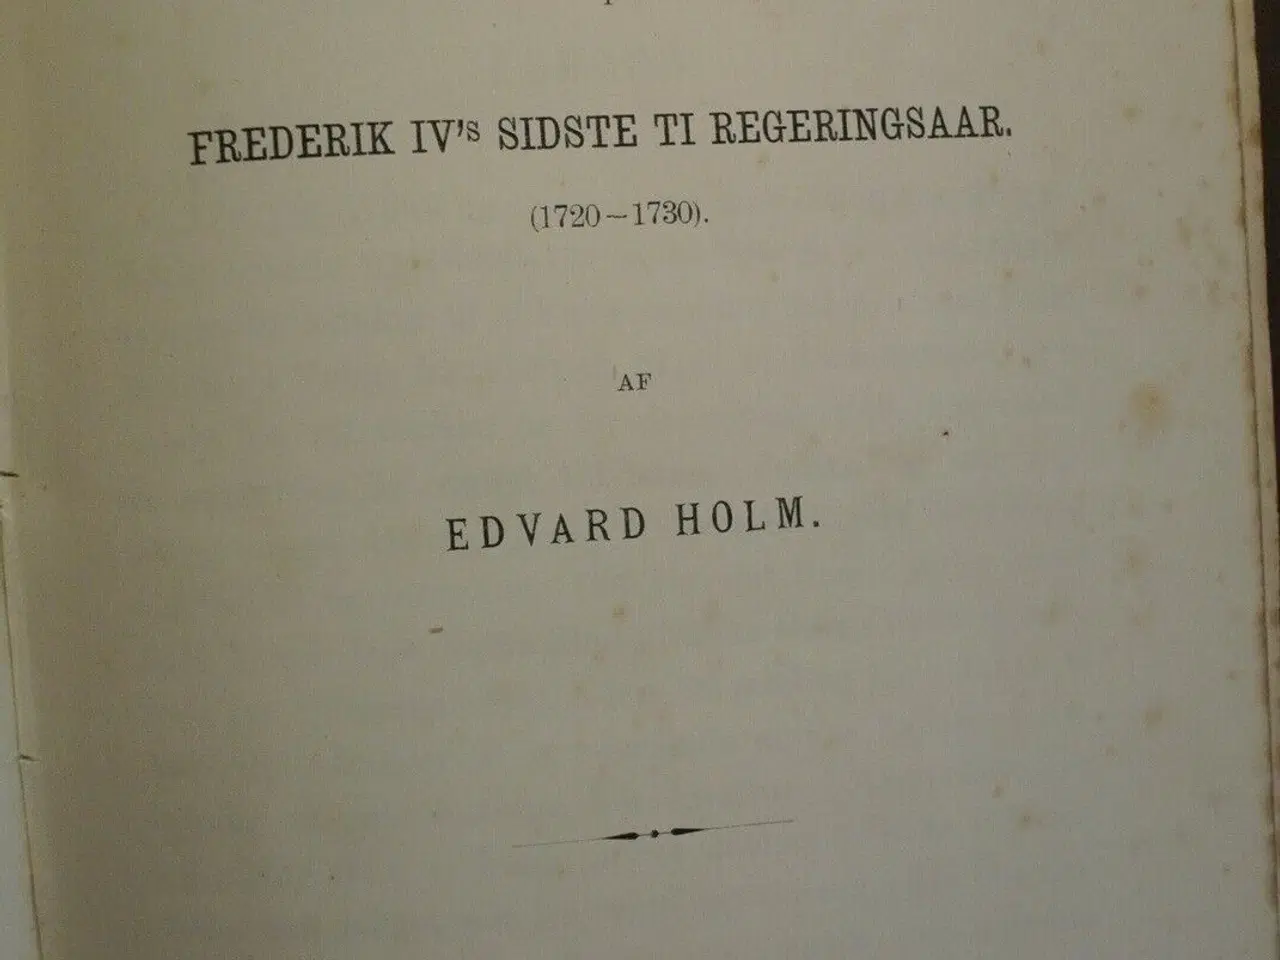 FREDERIK IV's SIDSTE TI REGERINGSAAR.
(1720—1730).
AF
EDVARD HOLM.